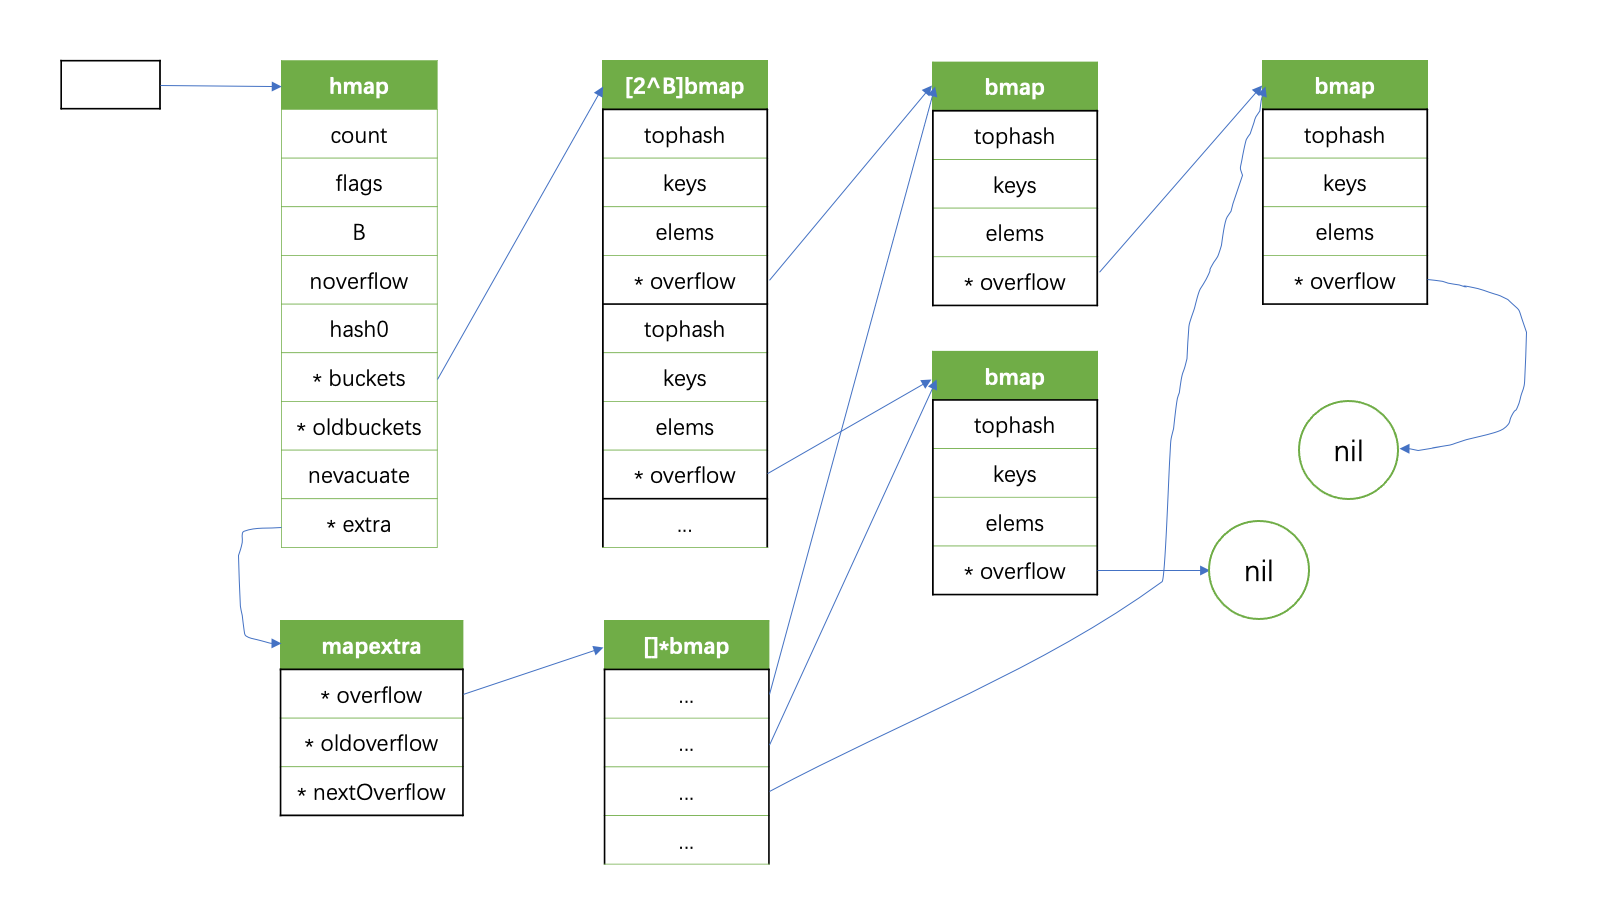 hmap
count
flags
B
noverflow
hash0
* buckets
* oldbuckets
nevacuate
* extra
[2^B]bmap
tophash
keys
elems
* overflow
tophash
keys
elems
* overflow
...
bmap
tophash
keys
elems
* overflow
bmap
tophash
keys
elems
* overflow
bmap
tophash
keys
elems
* overflow
nil
nil
mapextra
* overflow
* oldoverflow
* nextOverflow
[]*bmap
...
...
...
...